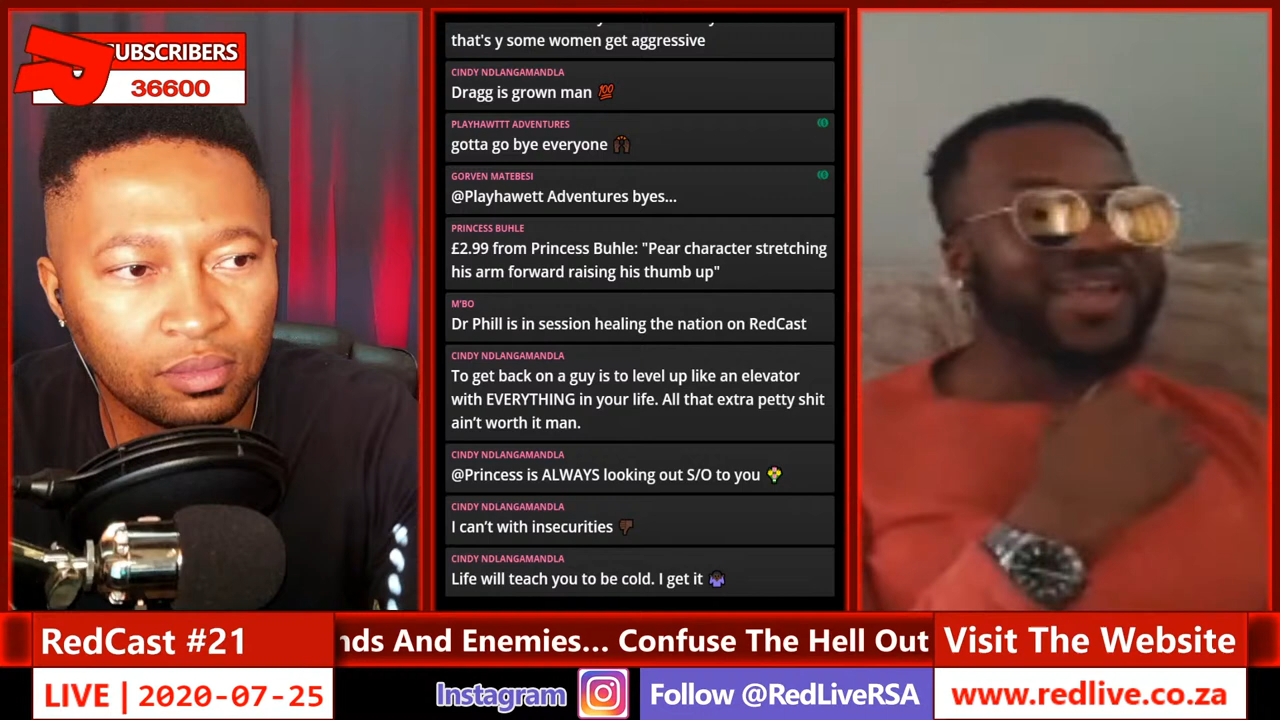 SUBSCRIBERS
36600
that's y some women get aggressive
CINDY NDLANGAMANDLA
Dragg is grown man 💯
PLAYHAWTTT ADVENTURES
gotta go bye everyone 🙌🏿
GORVEN MATEBESI
@Playhawett Adventures byes...
PRINCESS BUHLE
£2.99 from Princess Buhle: "Pear character stretching
his arm forward raising his thumb up"
M'BO
Dr Phill is in session healing the nation on RedCast
CINDY NDLANGAMANDLA
To get back on a guy is to level up like an elevator
with EVERYTHING in your life. All that extra petty shit
ain't worth it man.
CINDY NDLANGAMANDLA
@Princess is ALWAYS looking out S/O to you 💐
CINDY NDLANGAMANDLA
I can't with insecurities 👎🏿
CINDY NDLANGAMANDLA
Life will teach you to be cold. I get it 🤷🏿‍♀️
RedCast #21
nds And Enemies... Confuse The Hell Out
Visit The Website
LIVE | 2020-07-25
Instagram
Follow @RedLiveRSA
www.redlive.co.za